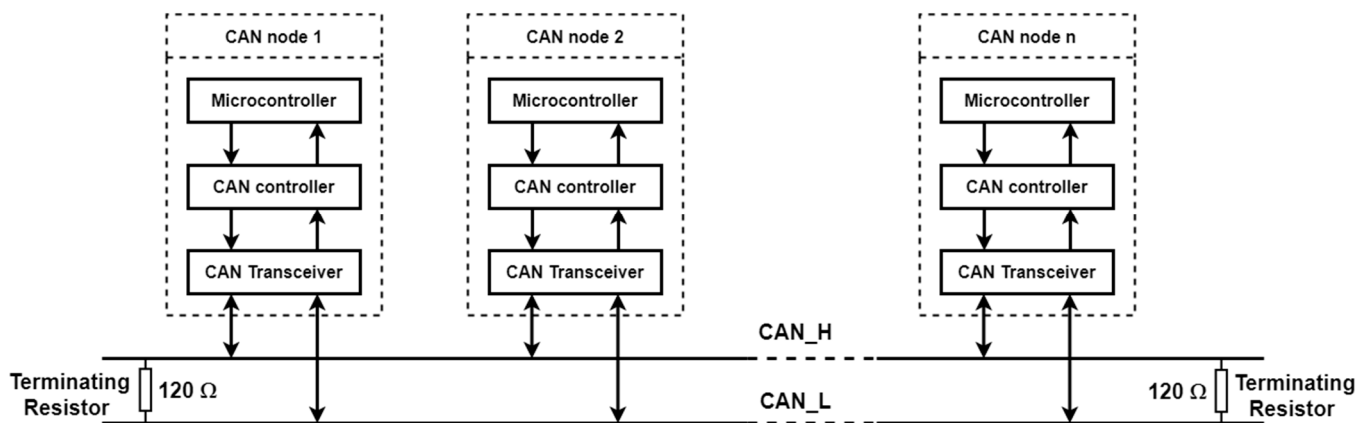 CAN node 1
CAN node 2
CAN node n
Microcontroller
Microcontroller
Microcontroller
CAN controller
CAN controller
CAN controller
CAN Transceiver
CAN Transceiver
CAN Transceiver
CAN_H
Terminating
Resistor
120 Ω
CAN_L
120 Ω
Terminating
Resistor